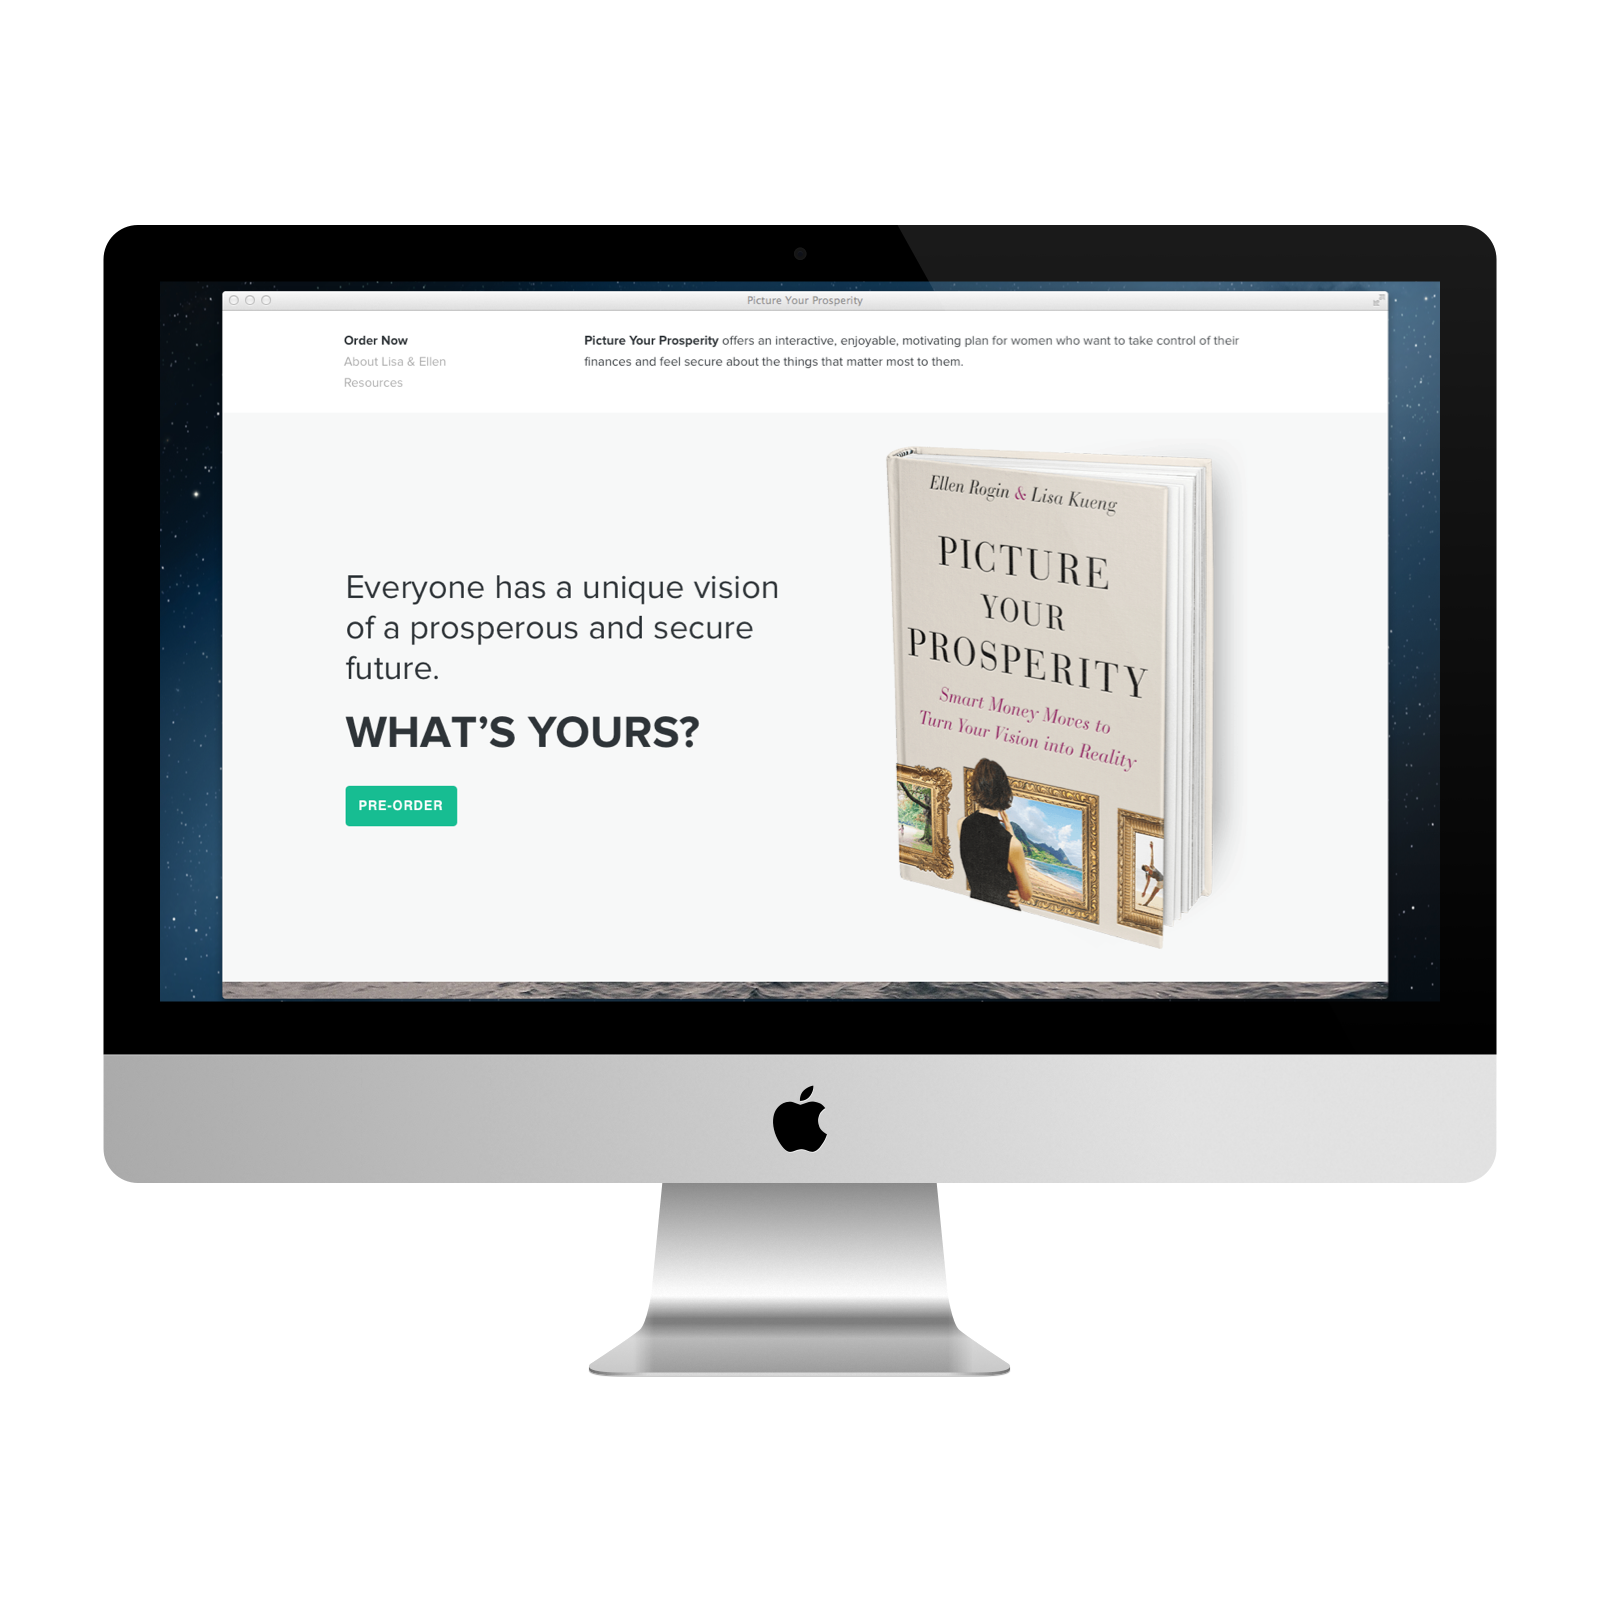 Picture Your Prosperity
Order Now
About Lisa & Ellen
Resources
Picture Your Prosperity offers an interactive, enjoyable, motivating plan for women who want to take control of their
finances and feel secure about the things that matter most to them.
Everyone has a unique vision
of a prosperous and secure
future.
WHAT’S YOURS?
PRE-ORDER
Ellen Rogin & Lisa Kueng
PICTURE
YOUR
PROSPERITY
Smart Money Moves to
Turn Your Vision into Reality